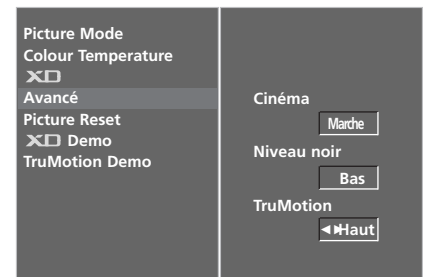 Picture Mode
Colour Temperature
XD
Avancé
Picture Reset
XD Demo
TruMotion Demo
Cinéma
Marche
Niveau noir
Bas
TruMotion
◄►Haut